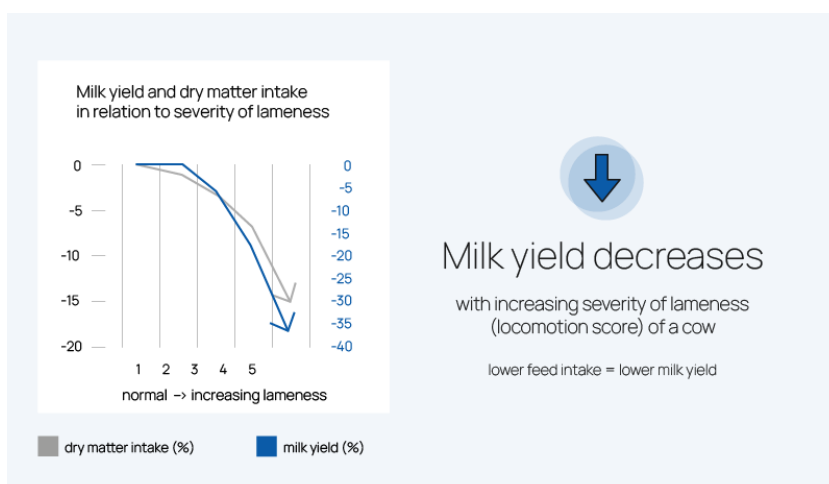 Milk yield and dry matter intake
in relation to severity of lameness
0
-5
-10
-15
-20
0
-5
-10
-15
-20
-25
-30
-35
-40
1 2 3 4 5
normal -> increasing lameness
dry matter intake (%)
milk yield (%)
Milk yield decreases
with increasing severity of lameness
(locomotion score) of a cow
lower feed intake = lower milk yield